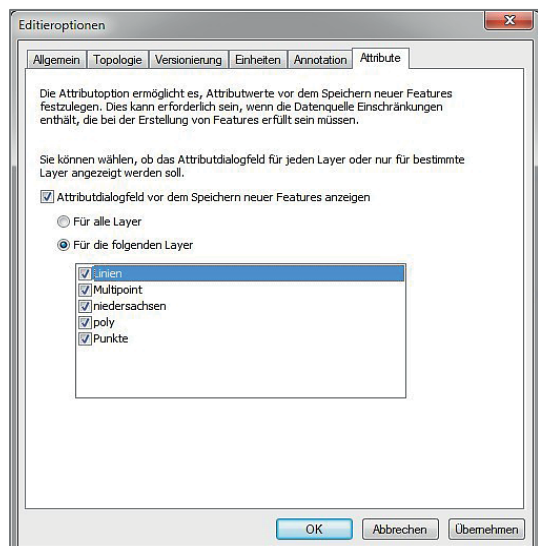 Editieroptionen
Allgemein Topologie Versionierung Einheiten Annotation Attribute
Die Attributoption ermöglicht es, Attributwerte vor dem Speichern neuer Features
festzulegen. Dies kann erforderlich sein, wenn die Datenquelle Einschränkungen
enthält, die bei der Erstellung von Features erfüllt sein müssen.
Sie können wählen, ob das Attributdialogfeld für jeden Layer oder nur für bestimmte
Layer angezeigt werden soll.
Attributdialogfeld vor dem Speichern neuer Features anzeigen
Für alle Layer
Für die folgenden Layer
Linien
Multipoint
niedersachsen
poly
Punkte
OK Abbrechen Übernehmen